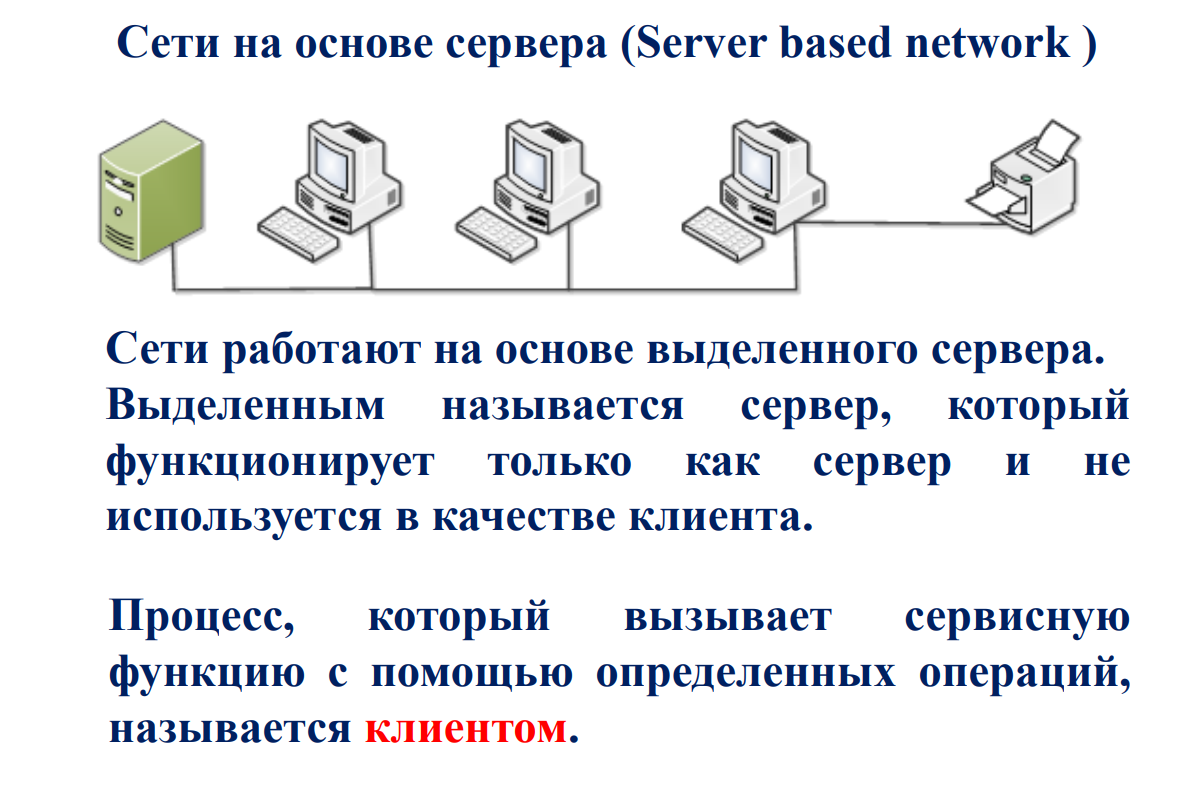 Сети на основе сервера (Server based network )
Сети работают на основе выделенного сервера.
Выделенным называется сервер, который
функционирует только как сервер и не
используется в качестве клиента.
Процесс, который вызывает сервисную
функцию с помощью определенных операций,
называется клиентом.